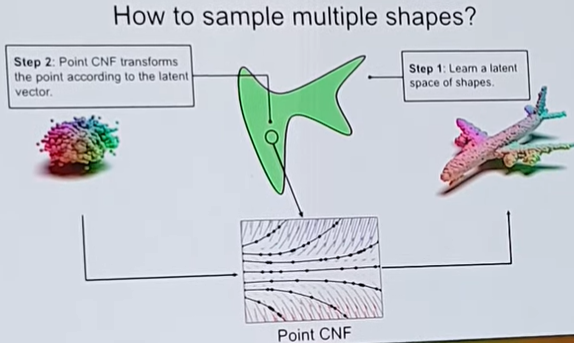 How to sample multiple shapes?
Step 2: Point CNF transforms
the point according to the latent
vector.
Step 1: Learn a latent
space of shapes.
Point CNF